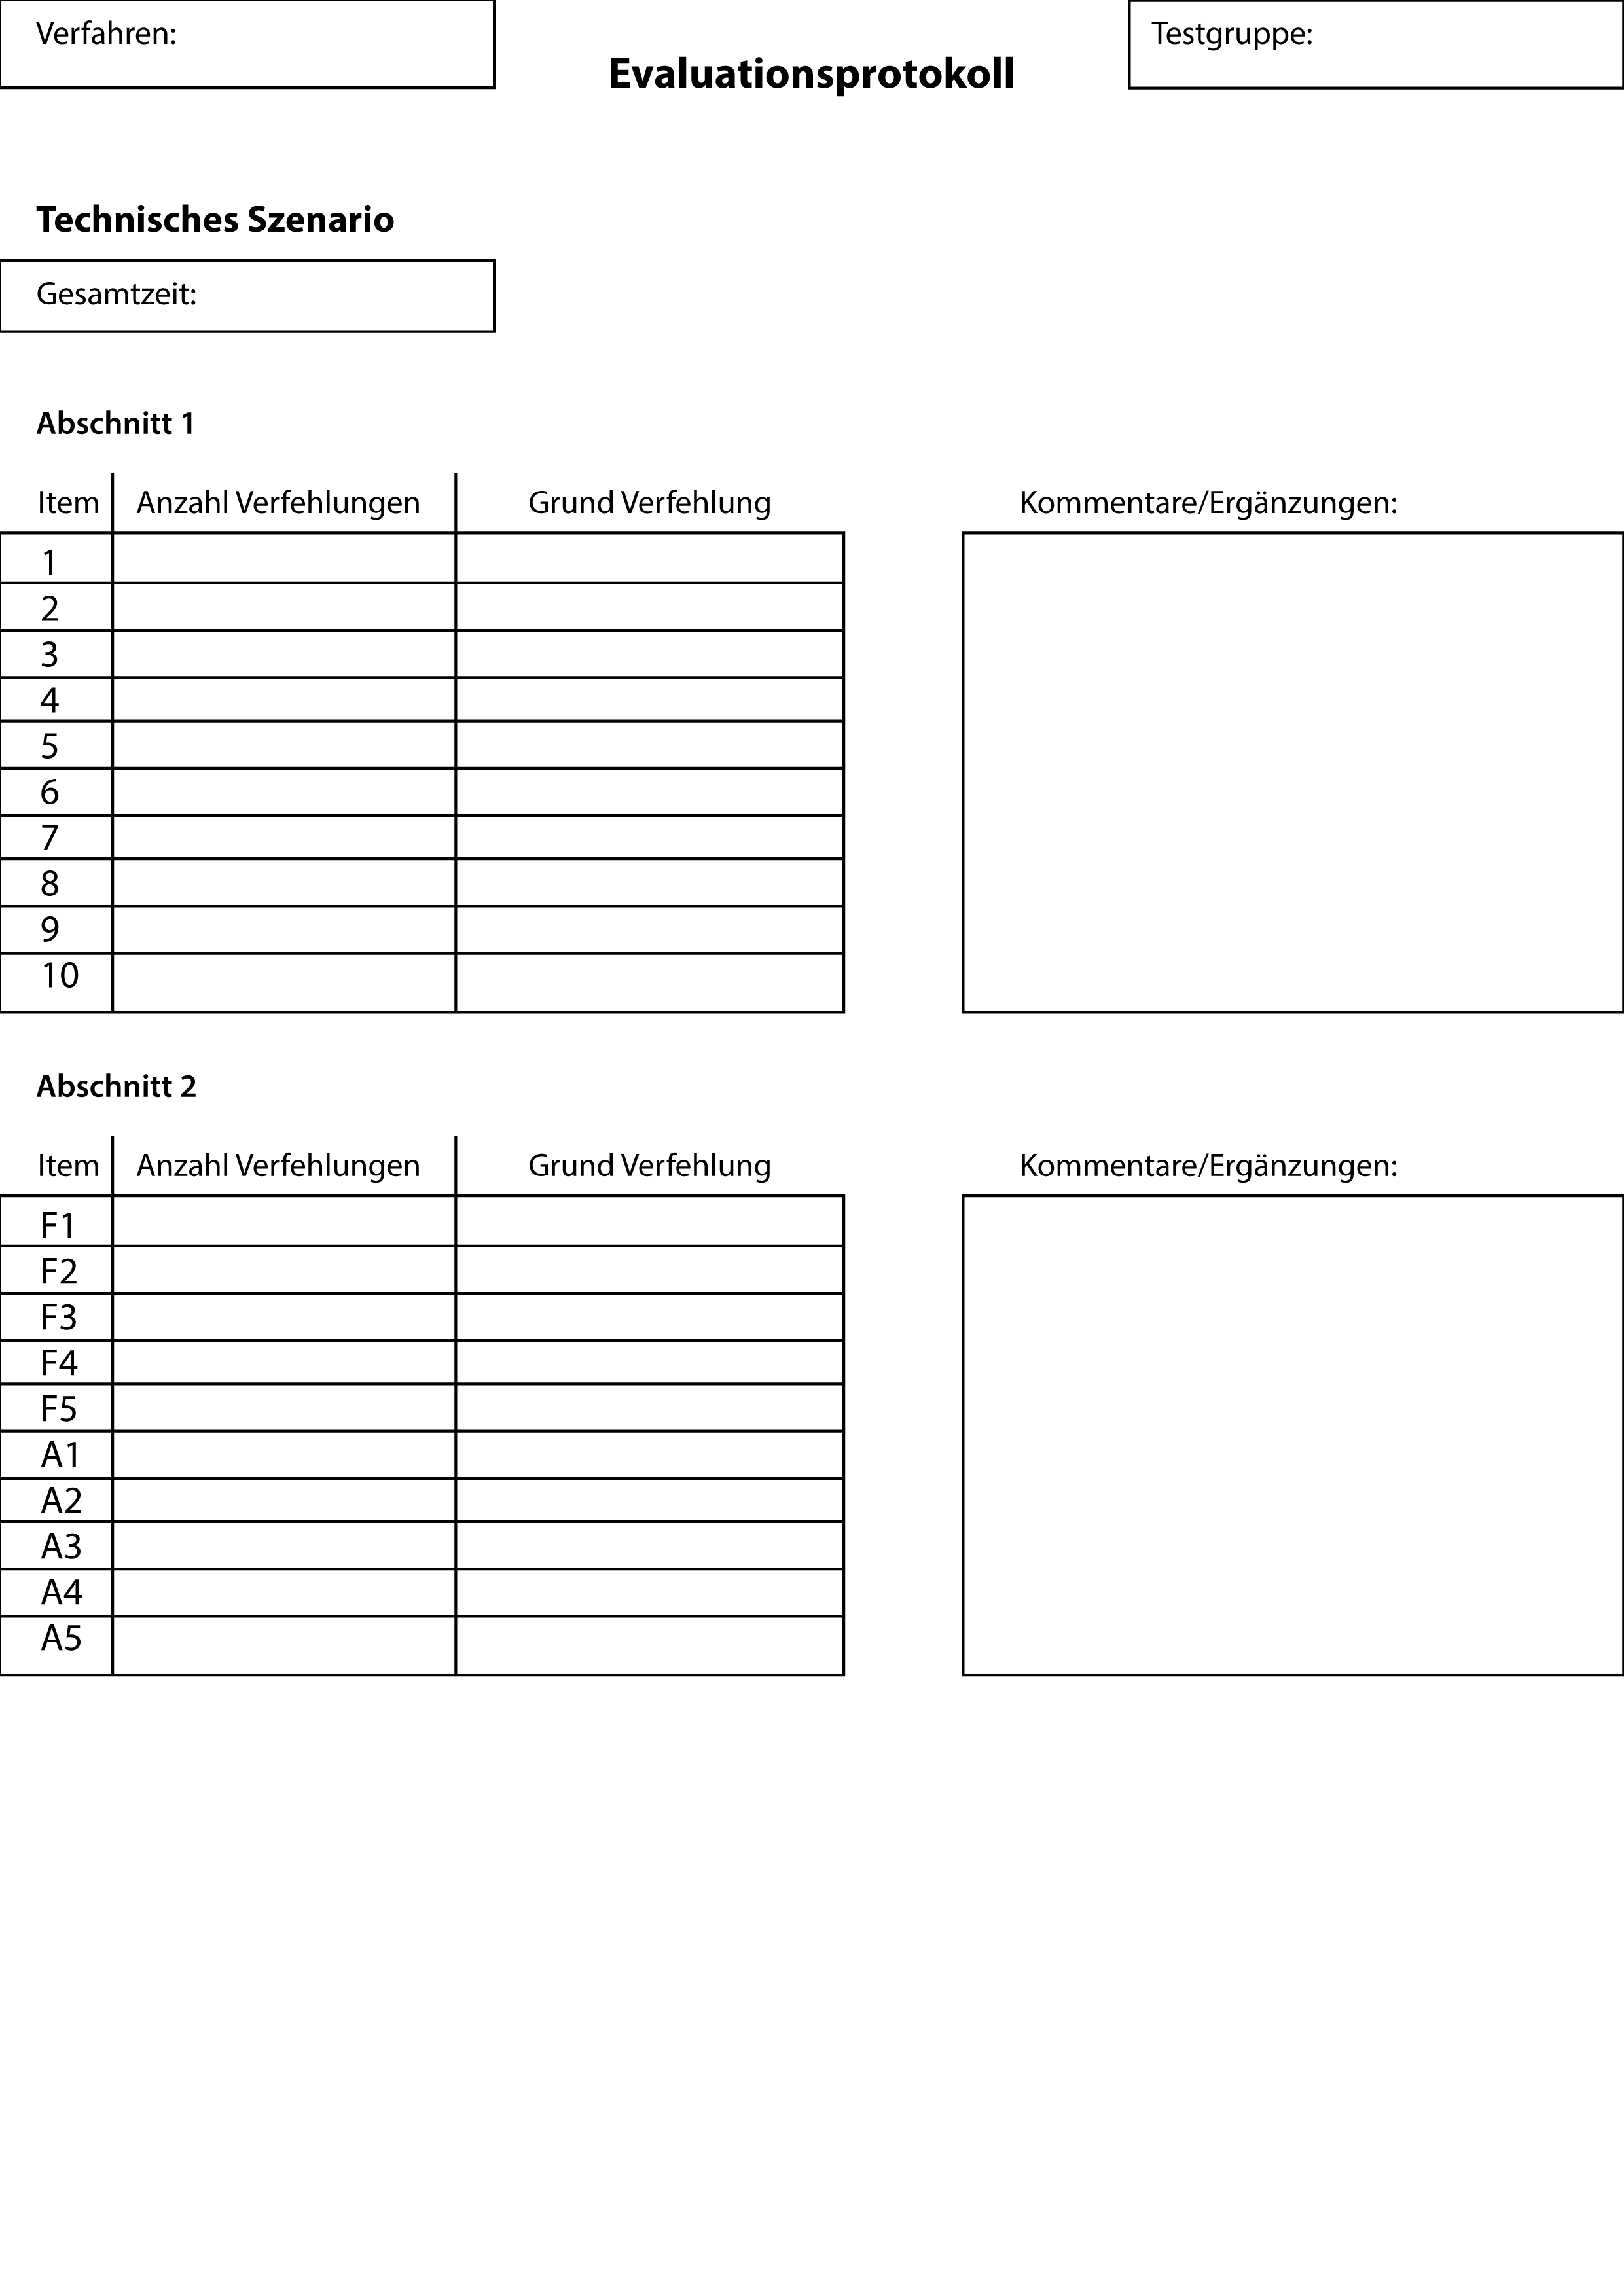 Verfahren:
Evaluationsprotokoll
Testgruppe:
Technisches Szenario
Gesamtzeit:
Abschnitt 1
Item Anzahl Verfehlungen Grund Verfehlung Kommentare/Ergänzungen:
1
2
3
4
5
6
7
8
9
10
Abschnitt 2
Item Anzahl Verfehlungen Grund Verfehlung Kommentare/Ergänzungen:
F1
F2
F3
F4
F5
A1
A2
A3
A4
A5